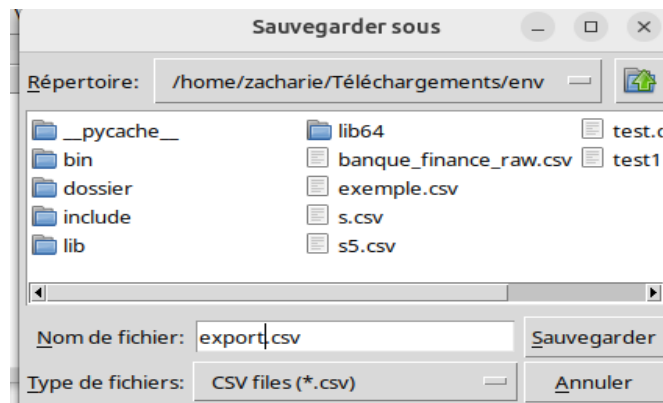 Sauvegarder sous
Répertoire: /home/zacharie/Téléchargements/env
__pycache__ lib64
bin banque_finance_raw.csv test1
dossier exemple.csv
include s.csv
lib s5.csv
Nom de fichier: export.csv Sauvegarder
Type de fichiers: CSV files (*.csv) Annuler